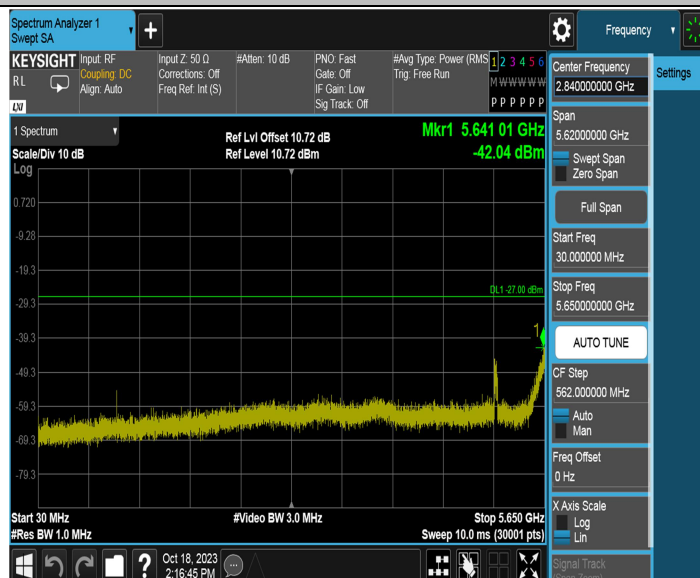 Spectrum Analyzer 1
Swept SA
+
Frequency
KEYSIGHT
RL
LXI
Input: RF
Coupling: DC
Align: Auto
Input Z: 50 Ω
Corrections: Off
Freq Ref: Int (S)
#Atten: 10 dB
PNO: Fast
Gate: Off
IF Gain: Low
Sig Track: Off
#Avg Type: Power (RMS
Trig: Free Run
1 2 3 4 5 6
M W W W W W
P P P P P P
Center Frequency
2.840000000 GHz
Settings
Span
5.62000000 GHz
Swept Span
Zero Span
Full Span
Start Freq
30.000000 MHz
Stop Freq
5.650000000 GHz
AUTO TUNE
CF Step
562.000000 MHz
Auto
Man
Freq Offset
0 Hz
X Axis Scale
Log
Lin
Signal Track
1 Spectrum
Scale/Div 10 dB
Log
Ref Lvl Offset 10.72 dB
Ref Level 10.72 dBm
Mkr1 5.641 01 GHz
-42.04 dBm
0.720
-9.28
-19.3
-29.3
-39.3
-49.3
-59.3
-69.3
-79.3
DL1 -27.00 dBm
1
Start 30 MHz
#Res BW 1.0 MHz
#Video BW 3.0 MHz
Stop 5.650 GHz
Sweep 10.0 ms (30001 pts)
?
Oct 18, 2023
2:16:45 PM